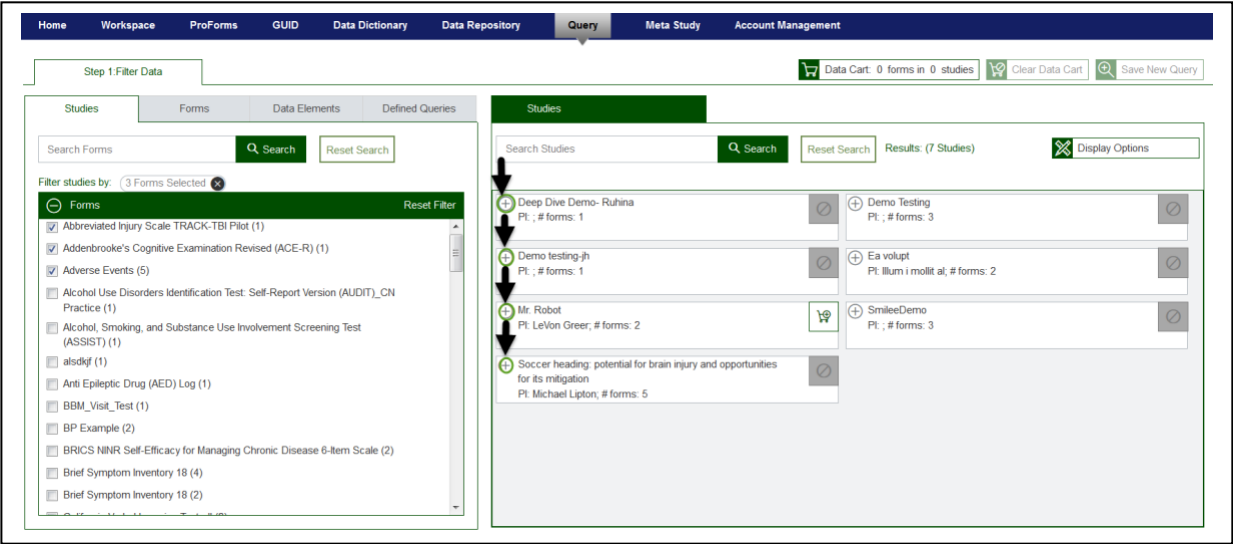 Home Workspace ProForms GUID Data Dictionary Data Repository Query Meta Study Account Management
Step 1:Filter Data
Data Cart: 0 forms in 0 studies Clear Data Cart Save New Query
Studies Forms Data Elements Defined Queries
Search Forms Search Reset Search
Filter studies by: 3 Forms Selected
Forms Reset Filter
Abbreviated Injury Scale TRACK-TBI Pilot (1)
Addenbrooke's Cognitive Examination Revised (ACE-R) (1)
Adverse Events (5)
Alcohol Use Disorders Identification Test: Self-Report Version (AUDIT)_CN
Practice (1)
Alcohol, Smoking, and Substance Use Involvement Screening Test
(ASSIST) (1)
alsdkjf (1)
Anti Epileptic Drug (AED) Log (1)
BBM_Visit_Test (1)
BP Example (2)
BRICS NINR Self-Efficacy for Managing Chronic Disease 6-Item Scale (2)
Brief Symptom Inventory 18 (4)
Brief Symptom Inventory 18 (2)
Studies
Search Studies Search Reset Search Results: (7 Studies) Display Options
Deep Dive Demo- Ruhina
PI: ; # forms: 1
Demo Testing
PI: ; # forms: 3
Demo testing-jh
PI: ; # forms: 1
Ea volupt
PI: Illum i mollit al; # forms: 2
Mr. Robot
PI: LeVon Greer; # forms: 2
SmileeDemo
PI: ; # forms: 3
Soccer heading: potential for brain injury and opportunities
for its mitigation
PI: Michael Lipton; # forms: 5